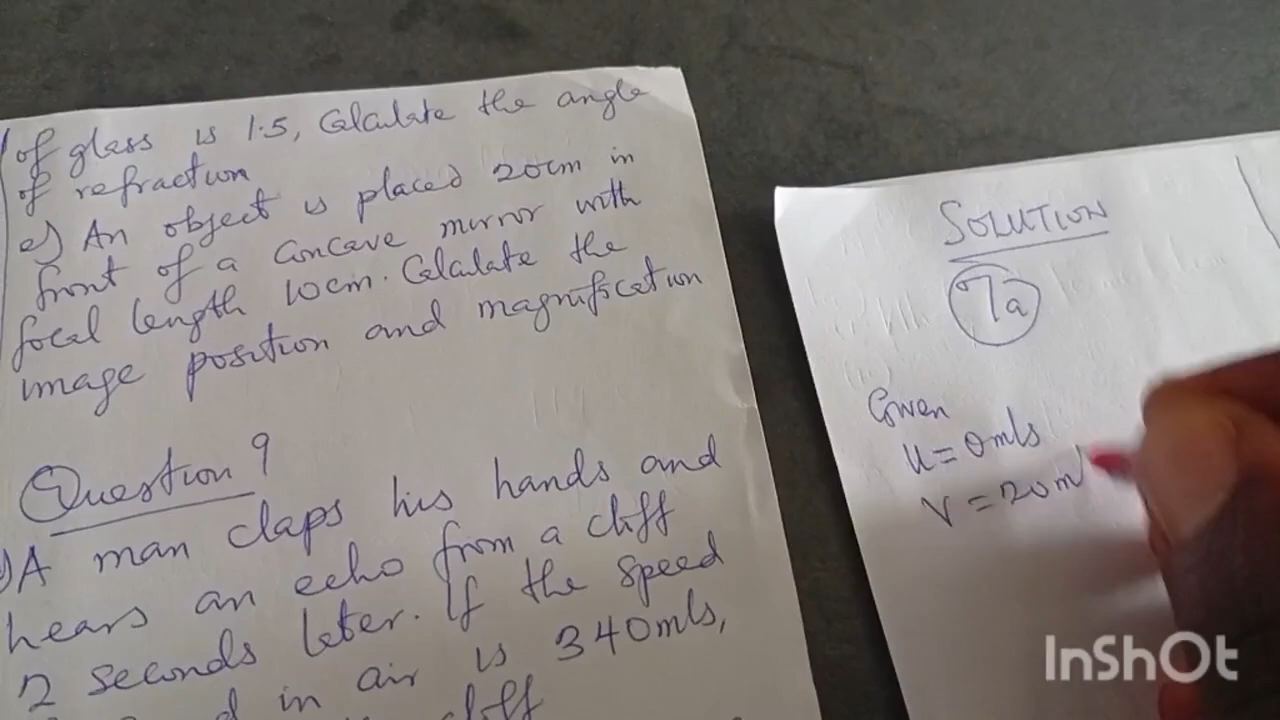 of glass is 1.5, Calculate the angle
of refraction
e) An object is placed 20cm in
front of a concave mirror with
focal length 10cm. Calculate the
image position and magnification
Question 9
A man claps his hands and
hears an echo from a cliff
2 seconds later. If the speed
in air is 340m/s,
cliff
SOLUTION
7a
Given
u = 0m/s
v = 20m/
InShOt